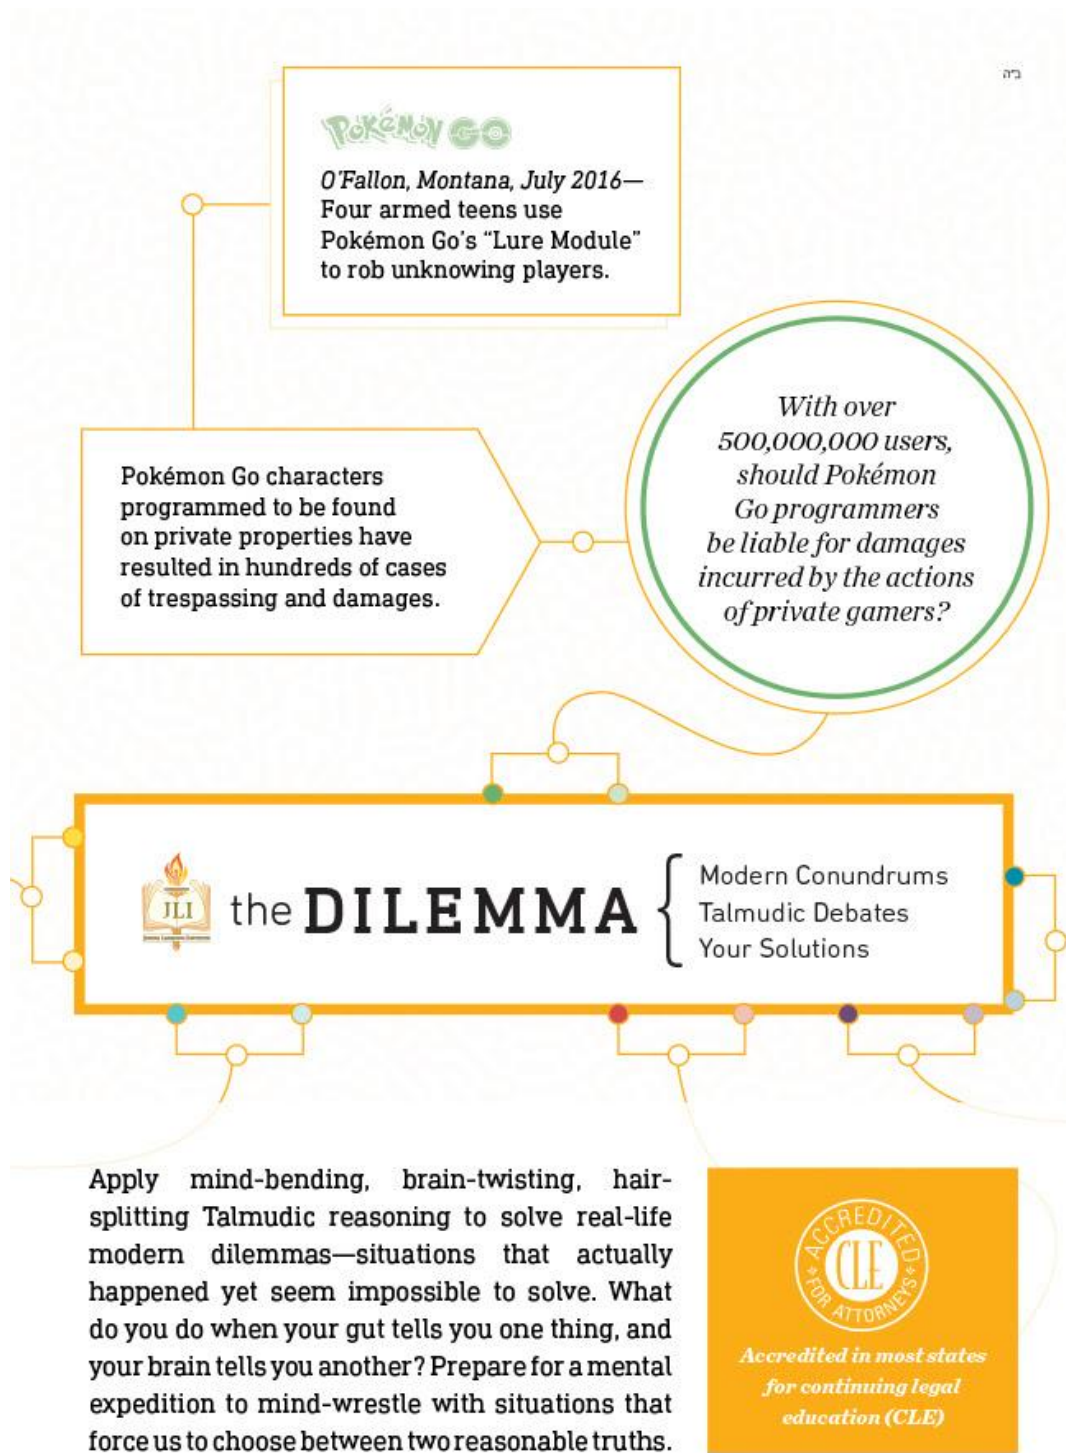 ב"ה
POKéMON GO
O'Fallon, Montana, July 2016—
Four armed teens use
Pokémon Go's “Lure Module”
to rob unknowing players.
With over
500,000,000 users,
should Pokémon
Go programmers
be liable for damages
incurred by the actions
of private gamers?
Pokémon Go characters
programmed to be found
on private properties have
resulted in hundreds of cases
of trespassing and damages.
JLI
the DILEMMA
Modern Conundrums
Talmudic Debates
Your Solutions
Apply mind-bending, brain-twisting, hair-
splitting Talmudic reasoning to solve real-life
modern dilemmas—situations that actually
happened yet seem impossible to solve. What
do you do when your gut tells you one thing, and
your brain tells you another? Prepare for a mental
expedition to mind-wrestle with situations that
force us to choose between two reasonable truths.
ACCREDITED
CLE
FOR ATTORNEYS
Accredited in most states
for continuing legal
education (CLE)